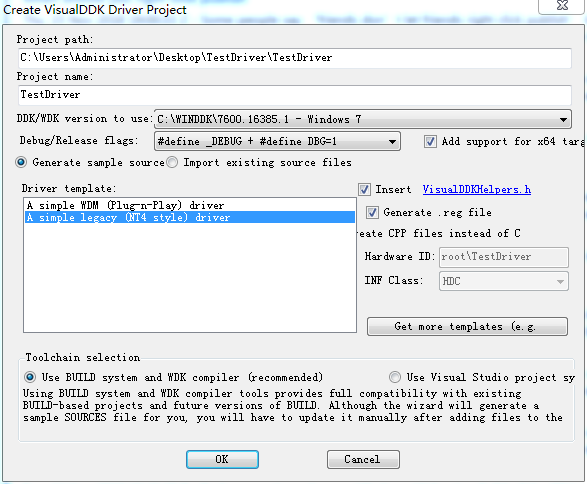 Create VisualDDK Driver Project
Project path:
C:\Users\Administrator\Desktop\TestDriver\TestDriver
Project name:
TestDriver
DDK/WDK version to use: C:\WINDDK\7600.16385.1 - Windows 7
Debug/Release flags: #define _DEBUG + #define DBG=1 Add support for x64 targ
Generate sample source Import existing source files
Driver template: Insert VisualDDKHelpers.h
A simple WDM (Plug-n-Play) driver Generate .reg file
A simple legacy (NT4 style) driver
reate CPP files instead of C
Hardware ID: root\TestDriver
INF Class: HDC
Get more templates (e.g.
Toolchain selection
Use BUILD system and WDK compiler (recommended) Use Visual Studio project sy
Using BUILD system and WDK compiler tools provides full compatibility with existing
BUILD-based projects and future versions of BUILD. Although the wizard will generate a
sample SOURCES file for you, you will have to update it manually after adding files to the
OK Cancel